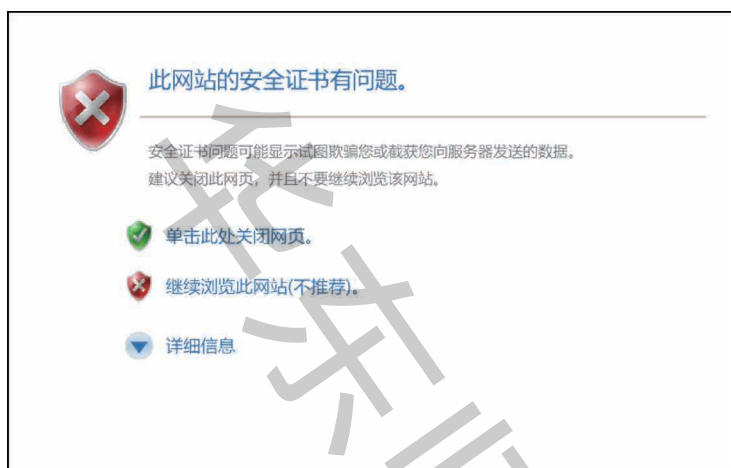 此网站的安全证书有问题。
安全证书问题可能显示试图欺骗您或截获您向服务器发送的数据。
建议关闭此网页，并且不要继续浏览该网站。
单击此处关闭网页。
继续浏览此网站(不推荐)。
详细信息
华东师